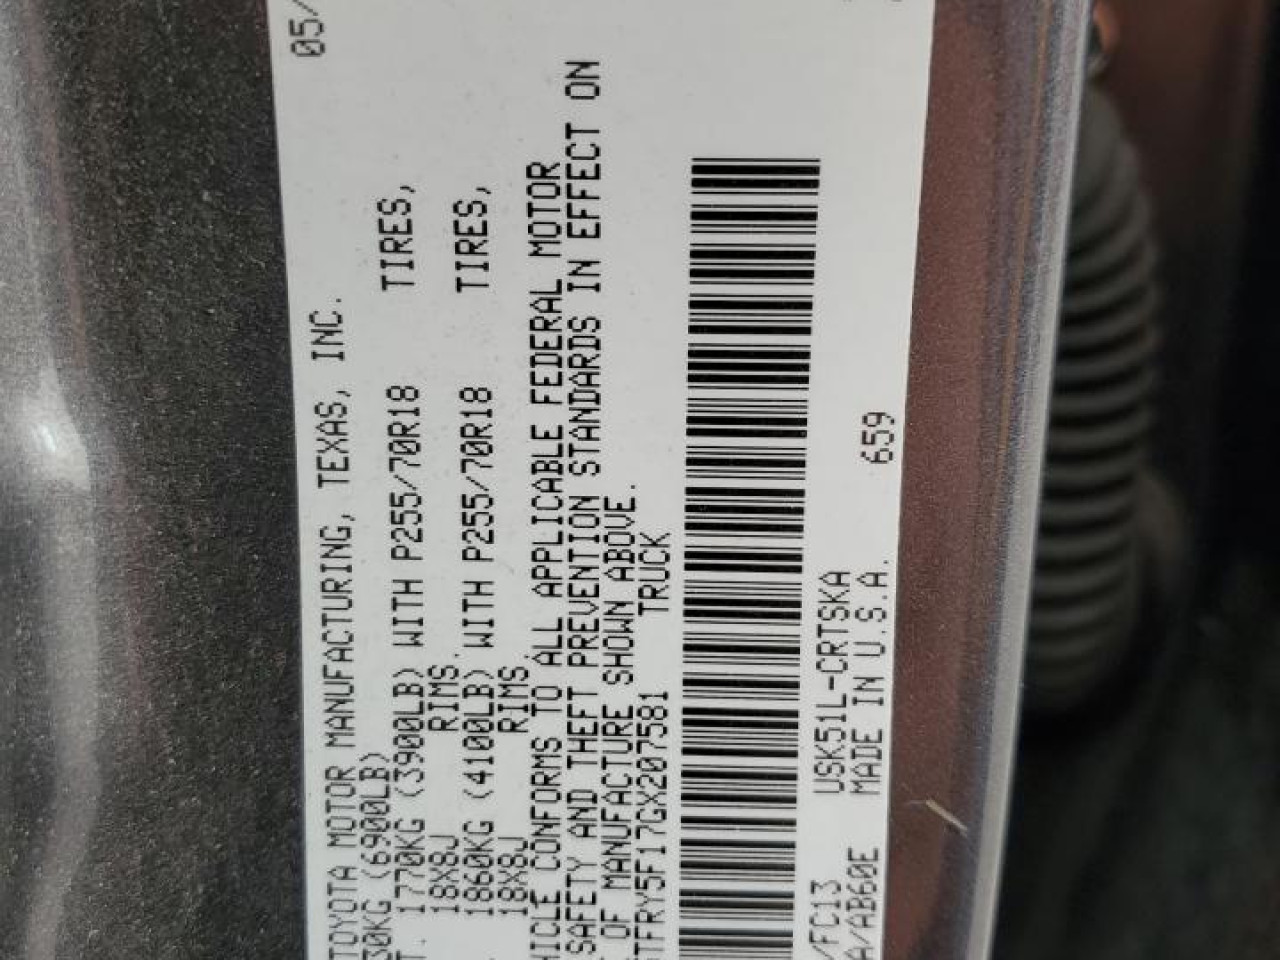 05/
TOYOTA MOTOR MANUFACTURING, TEXAS, INC.
30KG (6900LB)
T. 1770KG (3900LB) WITH P255/70R18 TIRES,
18X8J RIMS.
. 1860KG (4100LB) WITH P255/70R18 TIRES,
18X8J RIMS.
HICLE CONFORMS TO ALL APPLICABLE FEDERAL MOTOR
SAFETY AND THEFT PREVENTION STANDARDS IN EFFECT ON
OF MANUFACTURE SHOWN ABOVE.
TFRY5F17GX207581 TRUCK
/FC13 USK51L-CRTSKA
A/AB60E MADE IN U.S.A. 659